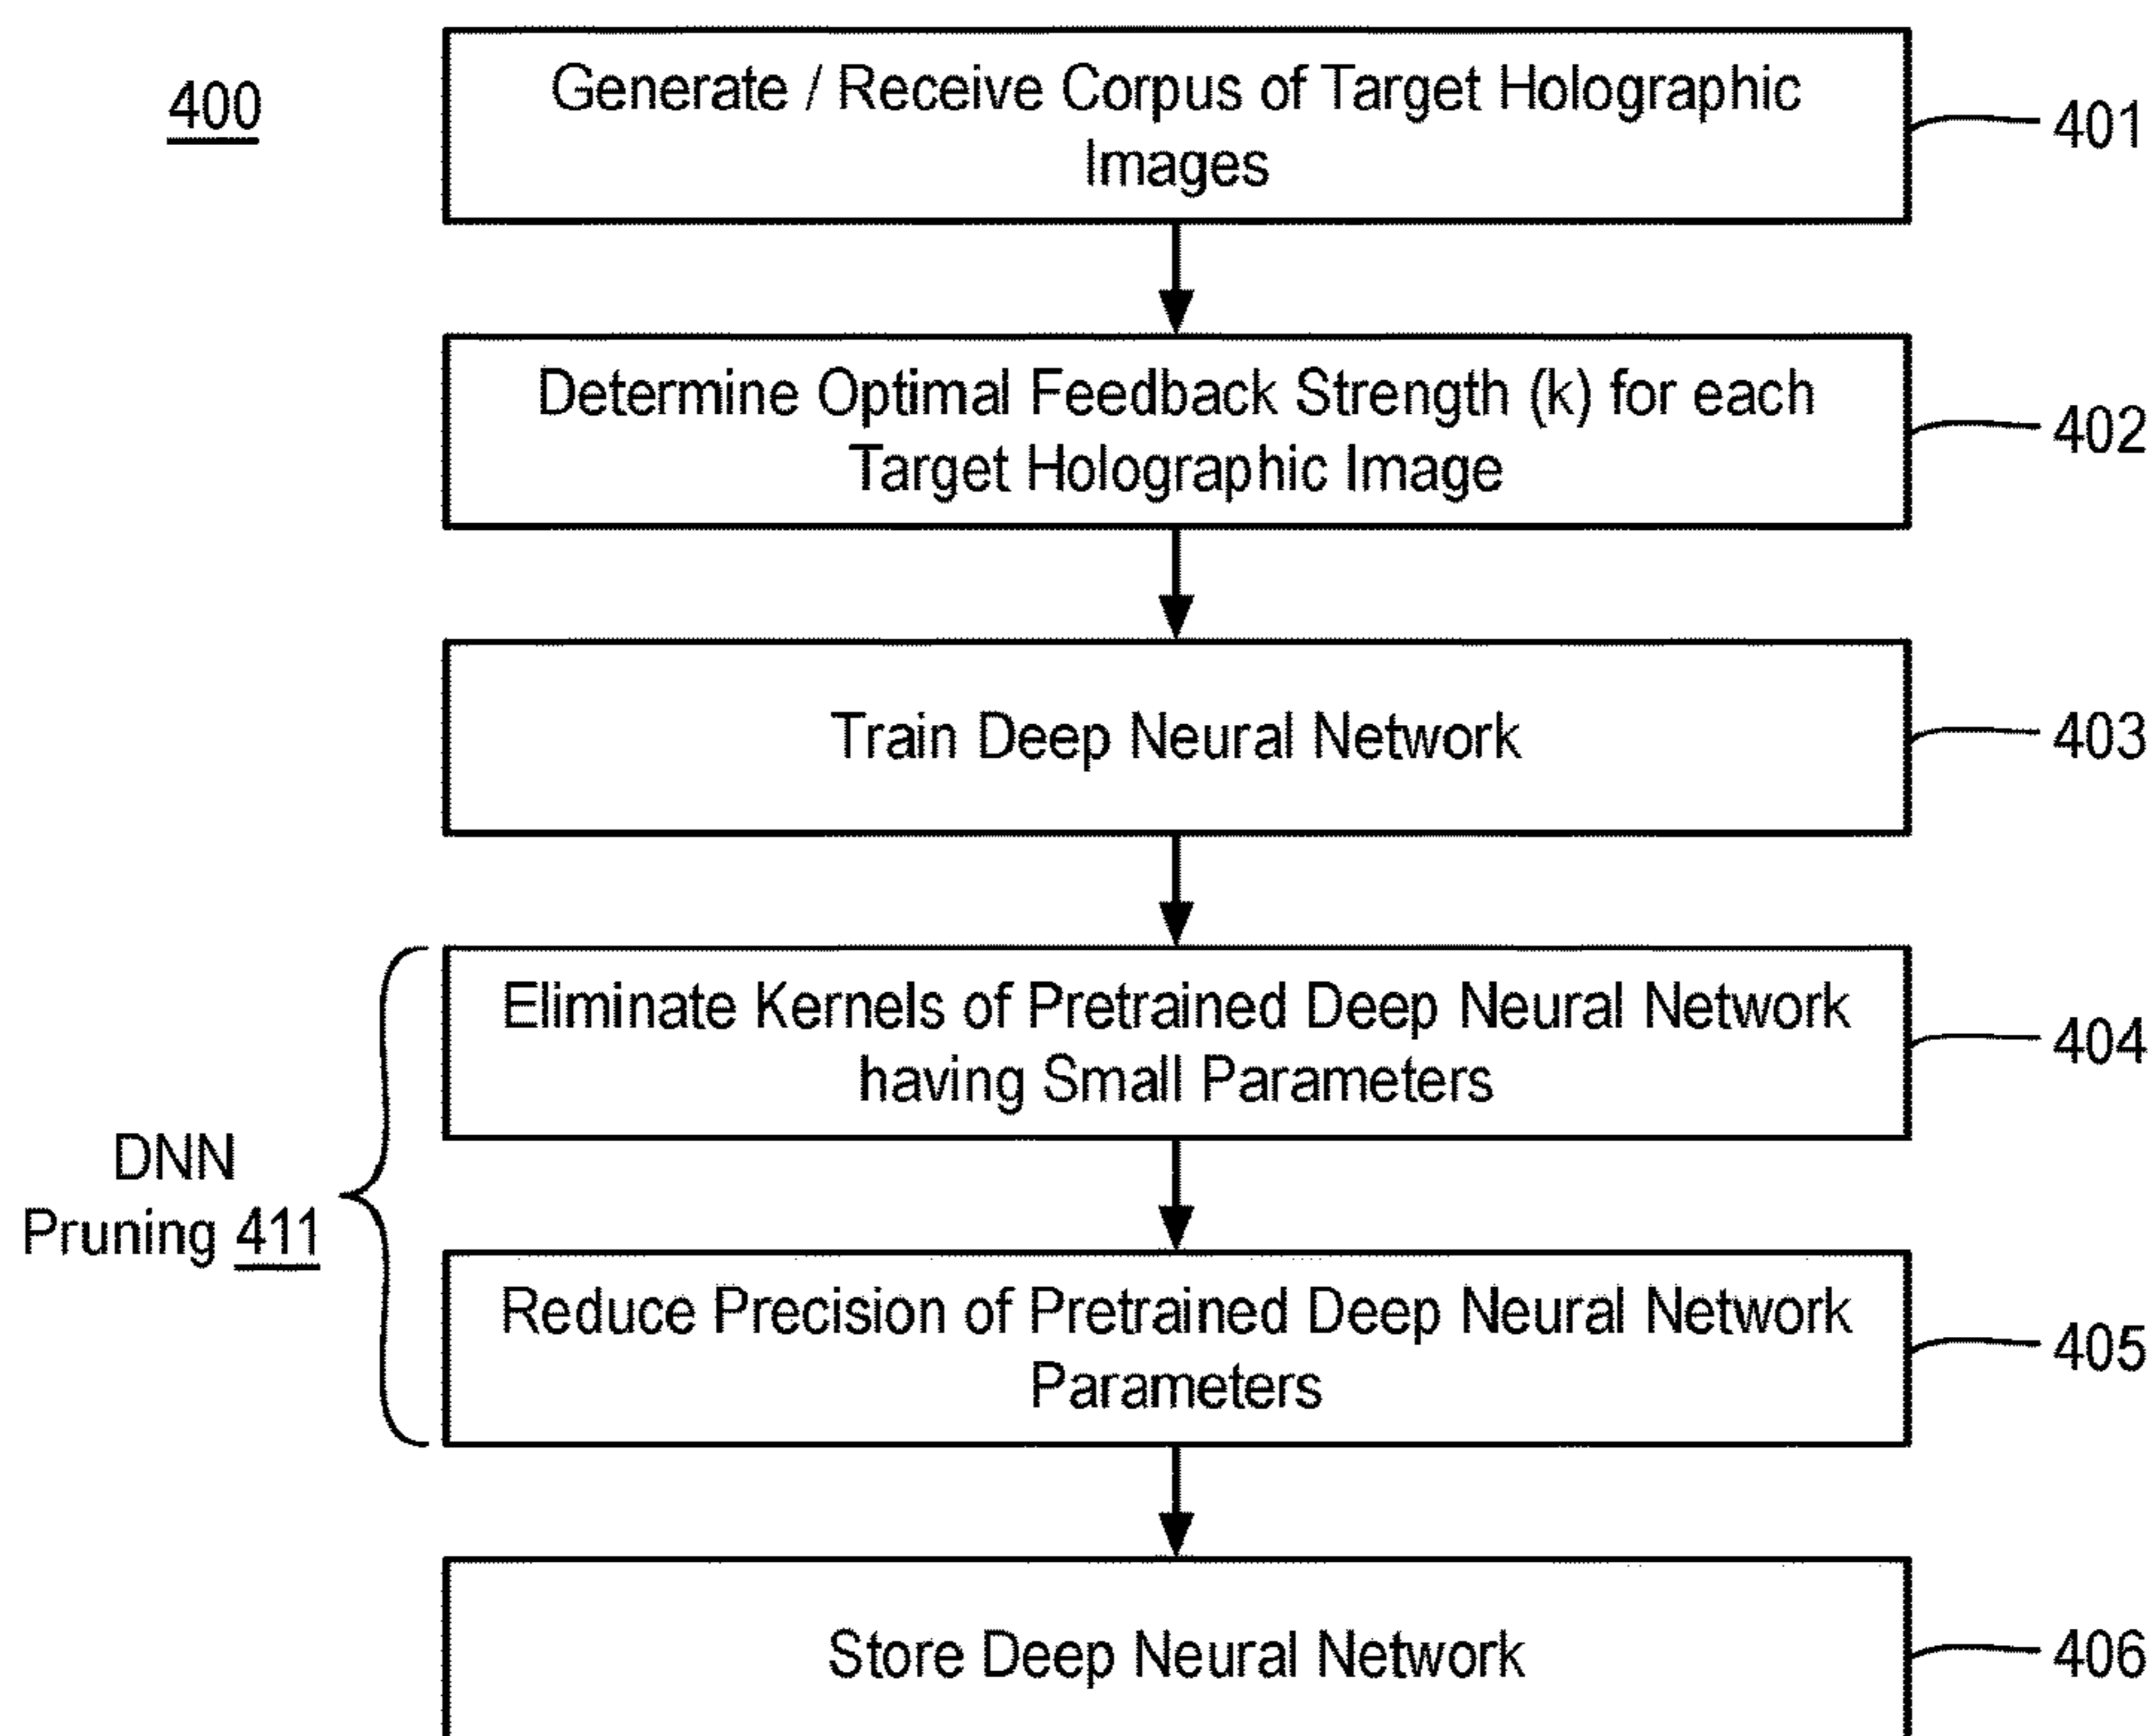 400
Generate / Receive Corpus of Target Holographic
Images
401
Determine Optimal Feedback Strength (k) for each
Target Holographic Image
402
Train Deep Neural Network
403
Eliminate Kernels of Pretrained Deep Neural Network
having Small Parameters
404
DNN
Pruning 411
Reduce Precision of Pretrained Deep Neural Network
Parameters
405
Store Deep Neural Network
406